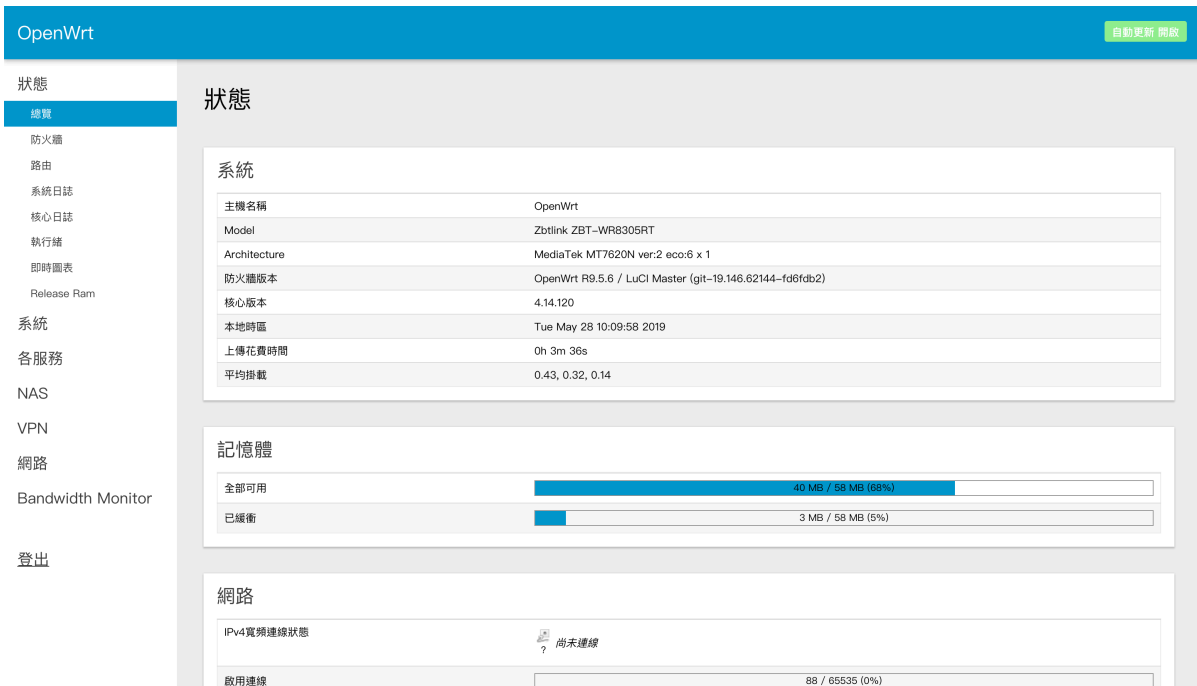 OpenWrt
自動更新 開啟
狀態
總覽
防火牆
路由
系統日誌
核心日誌
執行緒
即時圖表
Release Ram
系統
各服務
NAS
VPN
網路
Bandwidth Monitor
登出
狀態
系統
主機名稱 OpenWrt
Model Zbtlink ZBT-WR8305RT
Architecture MediaTek MT7620N ver:2 eco:6 x 1
防火牆版本 OpenWrt R9.5.6 / LuCI Master (git-19.146.62144-fd6fdb2)
核心版本 4.14.120
本地時區 Tue May 28 10:09:58 2019
上傳花費時間 0h 3m 36s
平均掛載 0.43, 0.32, 0.14
記憶體
全部可用 40 MB / 58 MB (68%)
已緩衝 3 MB / 58 MB (5%)
網路
IPv4寬頻連線狀態 ? 尚未連線
啟用連線 88 / 65535 (0%)